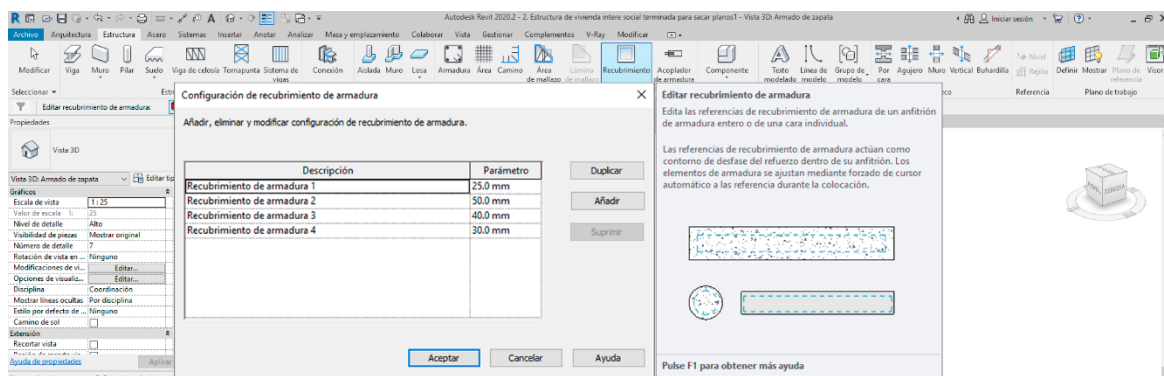 Autodesk Revit 2020.2 - 2. Estructura de vivienda intere social terminada para sacar planos1 - Vista 3D: Armado de zapata
Iniciar sesión
Archivo Arquitectura Estructura Acero Sistemas Insertar Anotar Analizar Masa y emplazamiento Colaborar Vista Gestionar Complementos V-Ray Modificar
Modificar Viga Muro Pilar Suelo Viga de celosía Tornapunta Sistema de vigas Conexión Aislada Muro Losa Armadura Área Camino Área de mallazo Lámina de mallazo Recubrimiento Acoplador de armadura Componente Texto modelado Línea de modelo Grupo de modelo Por cara Agujero Muro Vertical Buhardilla Nivel Rejilla Definir Mostrar Plano de referencia Visor
Seleccionar Referencia Plano de trabajo
Editar recubrimiento de armadura:
Propiedades
Vista 3D
Vista 3D: Armado de zapata Editar tip
Gráficos
Escala de vista 1 : 25
Valor de escala 1: 25
Nivel de detalle Alto
Visibilidad de piezas Mostrar original
Número de detalle 7
Rotación de vista en ... Ninguno
Modificaciones de vi... Editar...
Opciones de visualiz... Editar...
Disciplina Coordinación
Mostrar líneas ocultas Por disciplina
Estilo por defecto de ... Ninguno
Camino de sol
Extensión
Recortar vista
Ayuda de propiedades Aplicar
Configuración de recubrimiento de armadura
Añadir, eliminar y modificar configuración de recubrimiento de armadura.
Descripción Parámetro
Recubrimiento de armadura 1 25.0 mm
Recubrimiento de armadura 2 50.0 mm
Recubrimiento de armadura 3 40.0 mm
Recubrimiento de armadura 4 30.0 mm
Duplicar
Añadir
Suprimir
Aceptar Cancelar Ayuda
Editar recubrimiento de armadura
Edita las referencias de recubrimiento de armadura de un anfitrión
de armadura entero o de una cara individual.
Las referencias de recubrimiento de armadura actúan como
contorno de desfase del refuerzo dentro de su anfitrión. Los
elementos de armadura se ajustan mediante forzado de cursor
automático a las referencia durante la colocación.
Pulse F1 para obtener más ayuda